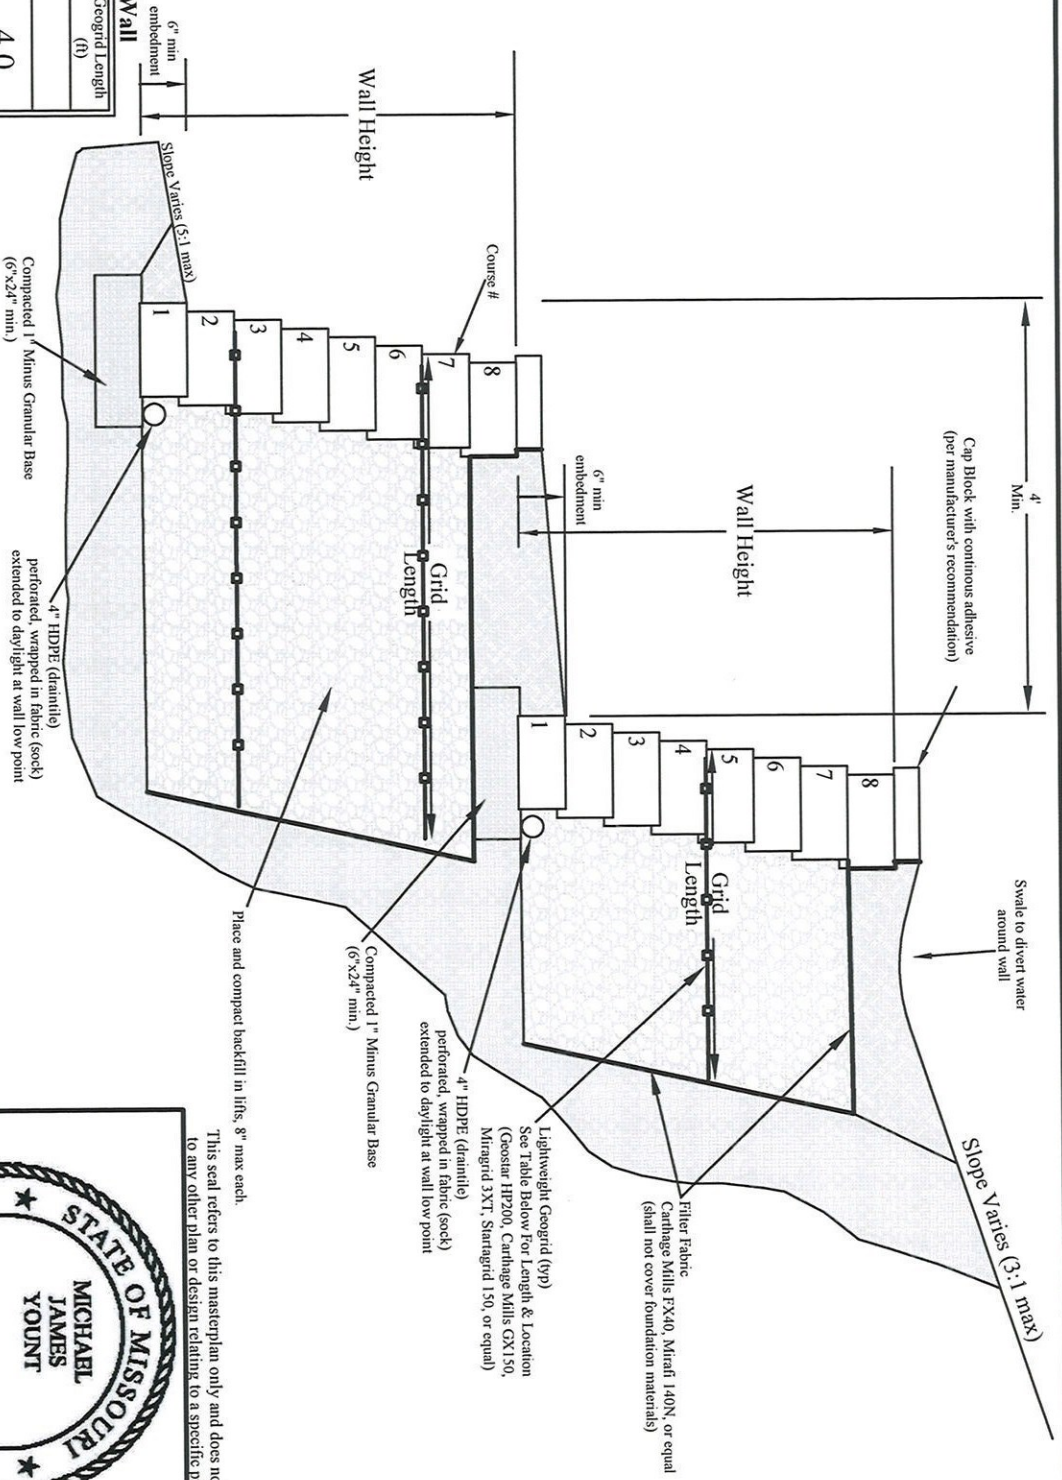 4'
Min.
Cap Block with continous adhesive
(per manufacturer's recommendation)
Swale to divert water
around wall
Slope Varies (3:1 max)
Wall Height
6" min
embedment
8
7
6
5
4
3
2
1
Grid
Length
Filter Fabric
Carthage Mills FX40, Mirafi 140N, or equal
(shall not cover foundation materials)
Lightweight Geogrid (typ)
See Table Below For Length & Location
(Geostar HP200, Carthage Mills GX150,
Miragrid 3XT, Startagrid 150, or equal)
4" HDPE (draintile)
perforated, wrapped in fabric (sock)
extended to daylight at wall low point
Compacted 1" Minus Granular Base
(6"x24" min.)
Place and compact backfill in lifts, 8" max each.
Course #
Wall Height
8
7
6
5
4
3
2
1
Grid
Length
6" min
embedment
Slope Varies (5:1 max)
Compacted 1" Minus Granular Base
(6"x24" min.)
4" HDPE (draintile)
perforated, wrapped in fabric (sock)
extended to daylight at wall low point
Wall
Geogrid Length
(ft)
4.0
This seal refers to this masterplan only and does
to any other plan or design relating to a specific
STATE OF MISSOURI
MICHAEL
JAMES
YOUNT